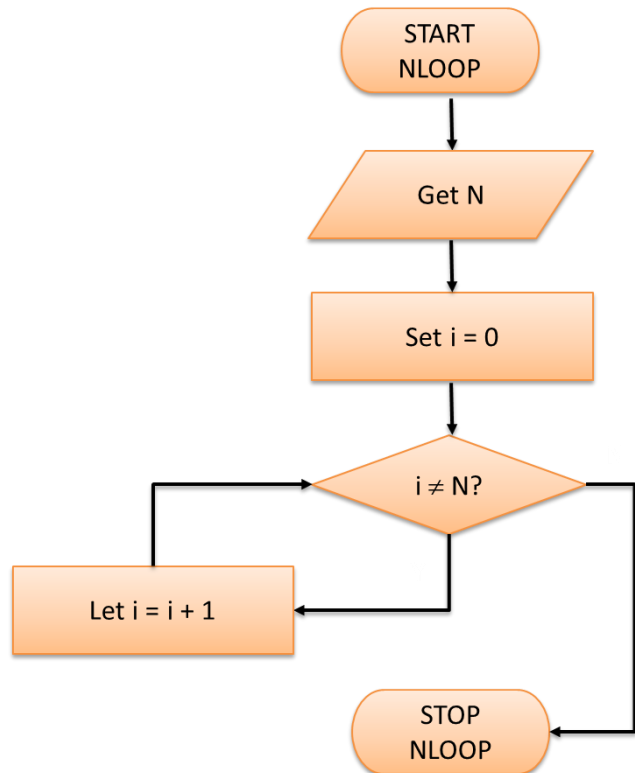 START
NLOOP
Get N
Set i = 0
i ≠ N?
Let i = i + 1
STOP
NLOOP